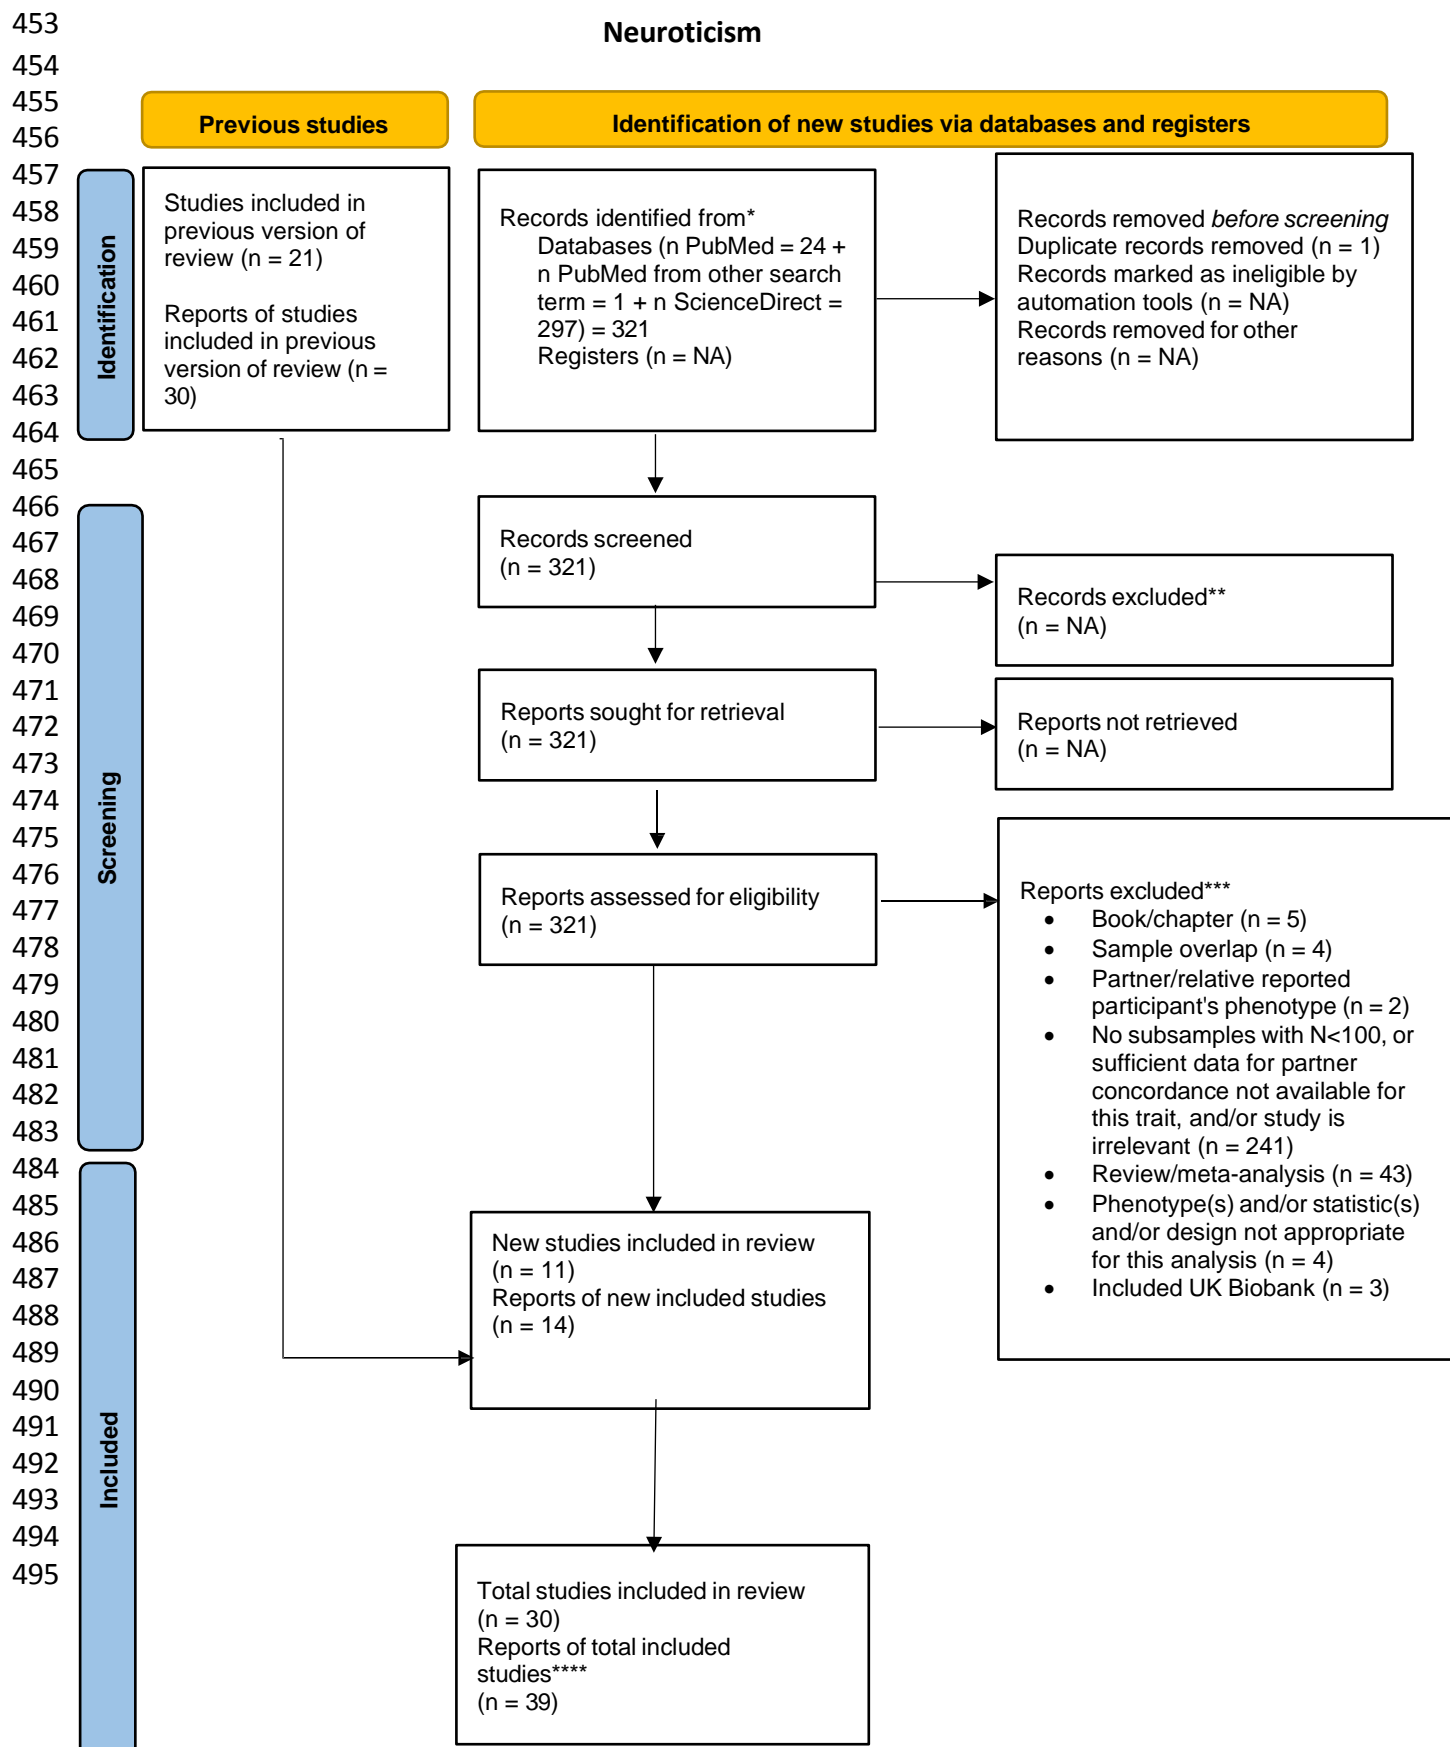 453
Neuroticism
454
455
456
Previous studies
Identification of new studies via databases and registers
457
458
459
460
461
462
463
464
Identification
Studies included in
previous version of
review (n = 21)
Reports of studies
included in previous
version of review (n =
30)
Records identified from*
Databases (n PubMed = 24 +
n PubMed from other search
term = 1 + n ScienceDirect =
297) = 321
Registers (n = NA)
Records removed before screening
Duplicate records removed (n = 1)
Records marked as ineligible by
automation tools (n = NA)
Records removed for other
reasons (n = NA)
465
466
467
468
469
470
471
472
473
474
475
476
477
478
479
480
481
482
483
Screening
Records screened
(n = 321)
Records excluded**
(n = NA)
Reports sought for retrieval
(n = 321)
Reports not retrieved
(n = NA)
Reports assessed for eligibility
(n = 321)
Reports excluded***
• Book/chapter (n = 5)
• Sample overlap (n = 4)
• Partner/relative reported
participant's phenotype (n = 2)
• No subsamples with N<100, or
sufficient data for partner
concordance not available for
this trait, and/or study is
irrelevant (n = 241)
• Review/meta-analysis (n = 43)
• Phenotype(s) and/or statistic(s)
and/or design not appropriate
for this analysis (n = 4)
• Included UK Biobank (n = 3)
484
485
486
487
488
489
490
491
492
493
494
495
Included
New studies included in review
(n = 11)
Reports of new included studies
(n = 14)
Total studies included in review
(n = 30)
Reports of total included
studies****
(n = 39)